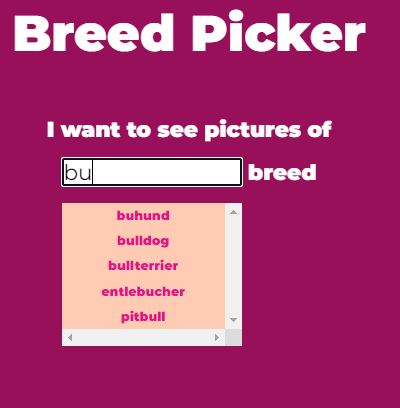 Breed Picker
I want to see pictures of
bu breed
buhund
bulldog
bullterrier
entlebucher
pitbull